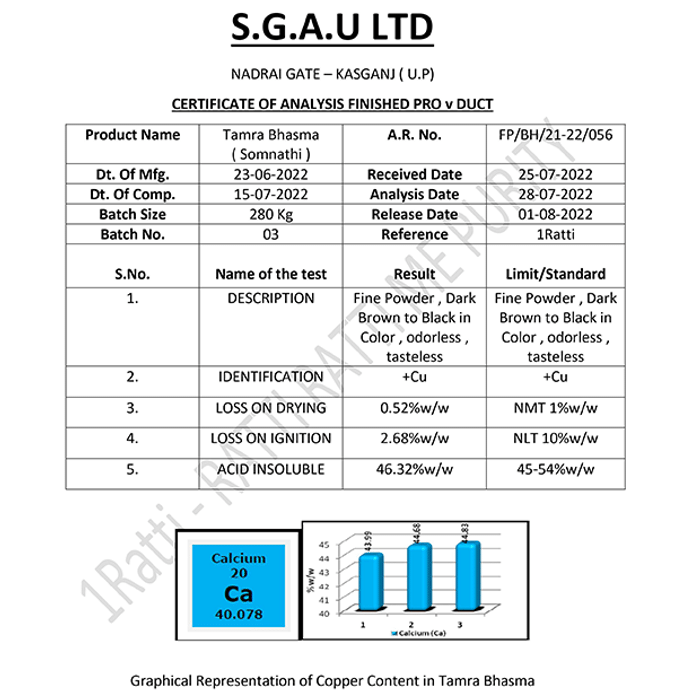 S.G.A.U LTD
NADRAI GATE – KASGANJ ( U.P)
CERTIFICATE OF ANALYSIS FINISHED PRO v DUCT
Product Name Tamra Bhasma ( Somnathi ) A.R. No. FP/BH/21-22/056
Dt. Of Mfg. 23-06-2022 Received Date 25-07-2022
Dt. Of Comp. 15-07-2022 Analysis Date 28-07-2022
Batch Size 280 Kg Release Date 01-08-2022
Batch No. 03 Reference 1Ratti
S.No. Name of the test Result Limit/Standard
1. DESCRIPTION Fine Powder , Dark Fine Powder , Dark
Brown to Black in Brown to Black in
Color , odorless , Color , odorless ,
tasteless tasteless
2. IDENTIFICATION +Cu +Cu
3. LOSS ON DRYING 0.52%w/w NMT 1%w/w
4. LOSS ON IGNITION 2.68%w/w NLT 10%w/w
5. ACID INSOLUBLE 46.32%w/w 45-54%w/w
1Ratti - RATTI RATTI ME PURITY
Calcium
20
Ca
40.078
%w/w
45
44
43
42
41
40
43.99 44.68 44.83
1 2 3
Calcium (Ca)
Graphical Representation of Copper Content in Tamra Bhasma